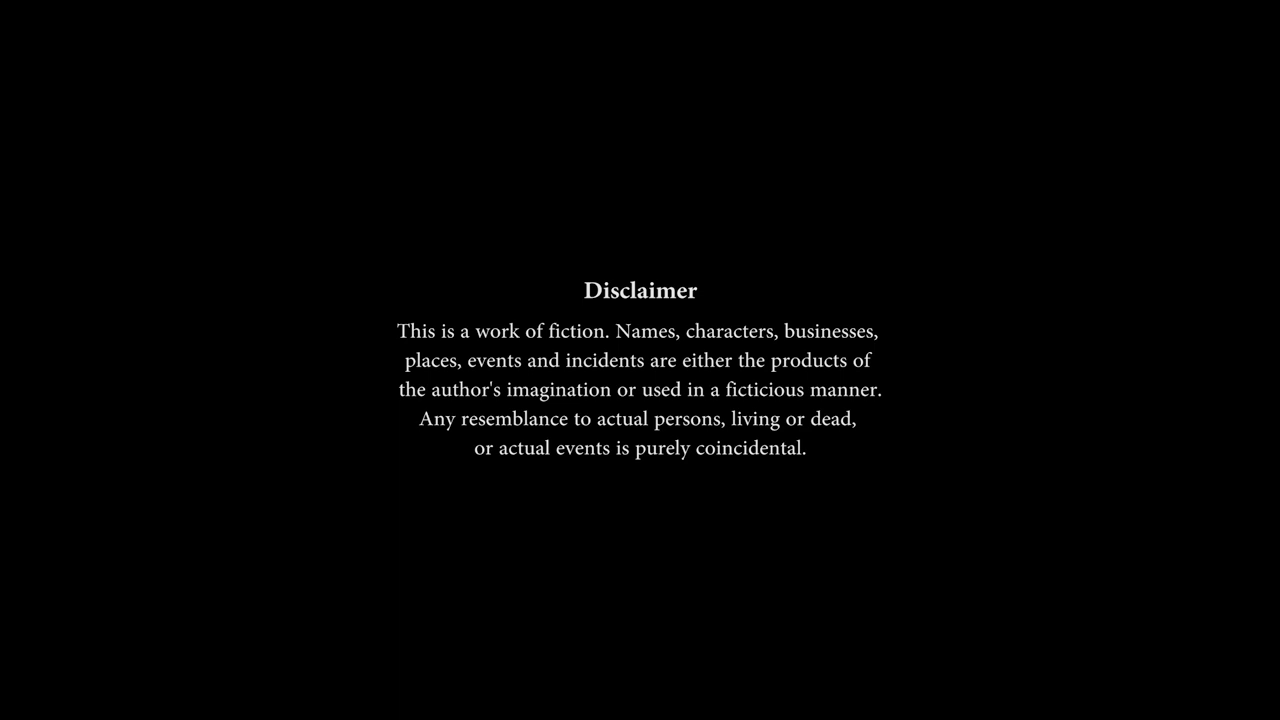 Disclaimer
This is a work of fiction. Names, characters, businesses,
places, events and incidents are either the products of
the author's imagination or used in a ficticious manner.
Any resemblance to actual persons, living or dead,
or actual events is purely coincidental.